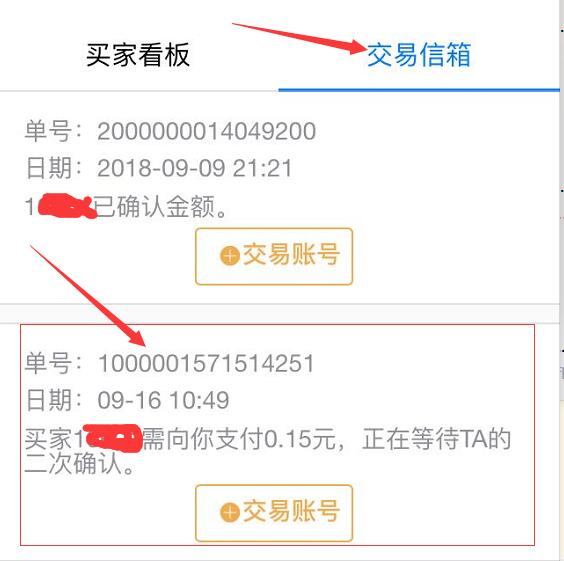 买家看板
交易信箱
单号：2000000014049200
日期：2018-09-09 21:21
1 已确认金额。
交易账号
单号：1000001571514251
日期：09-16 10:49
买家1 需向你支付0.15元，正在等待TA的
二次确认。
交易账号